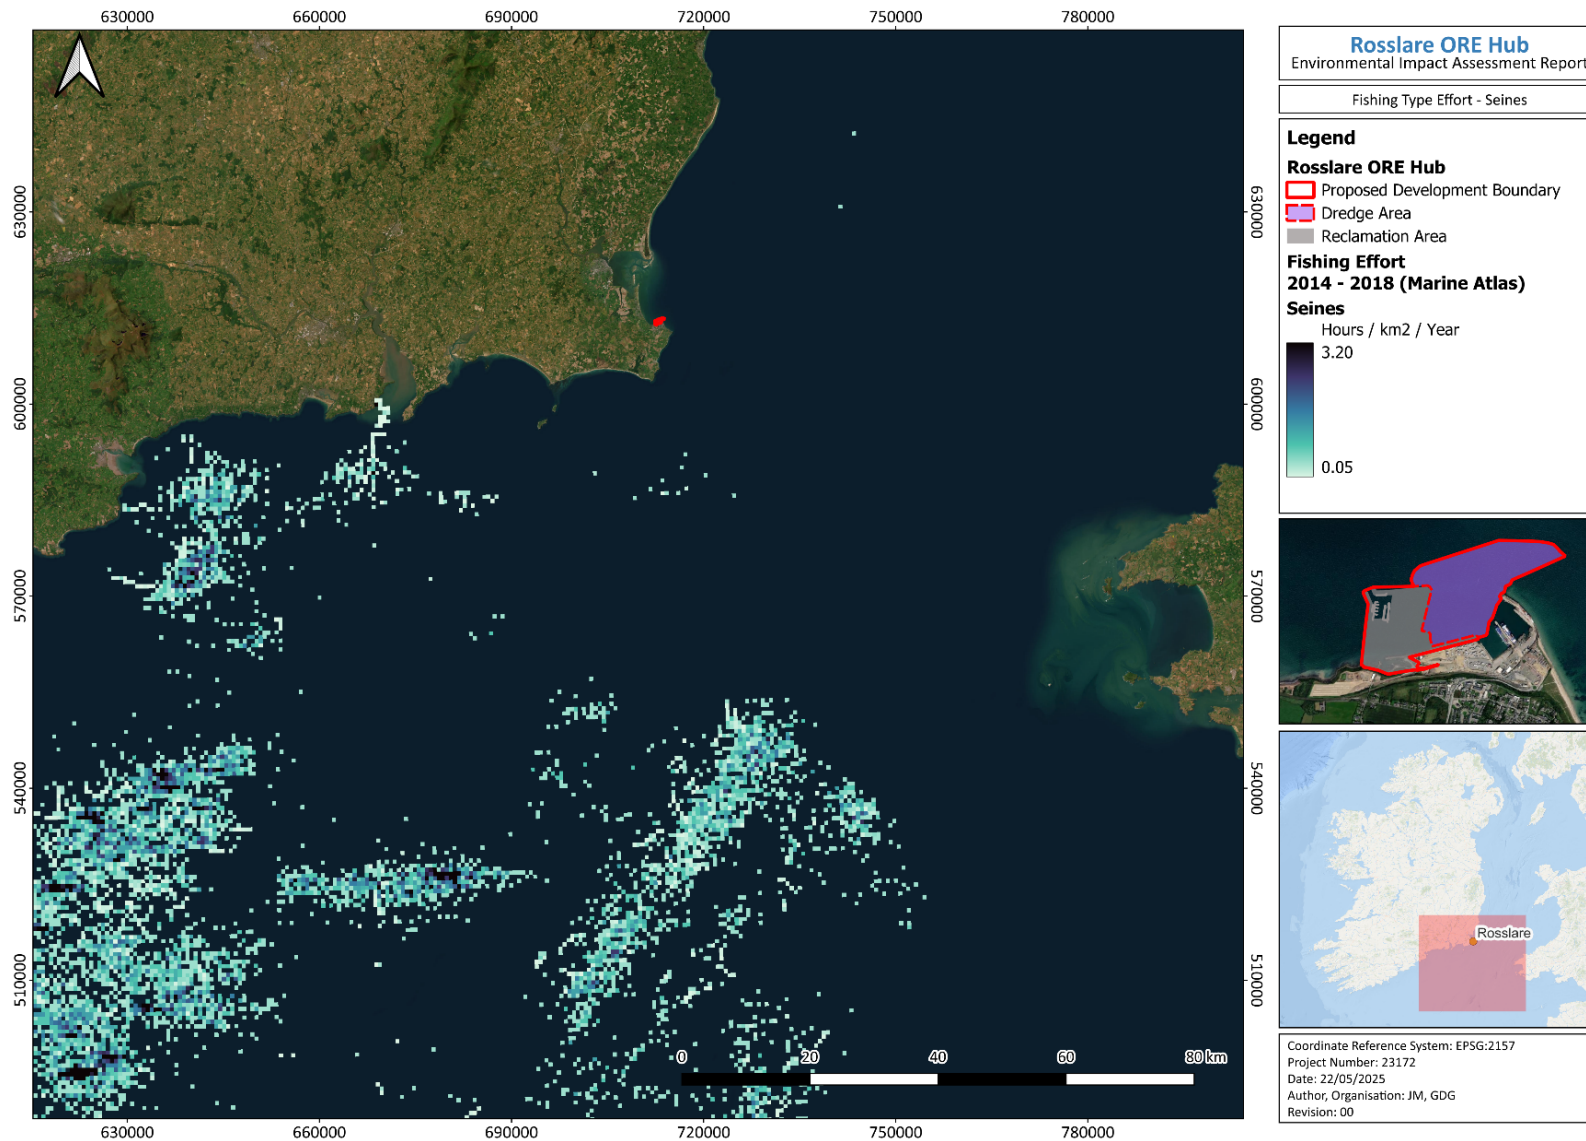 630000 660000 690000 720000 750000 780000
Rosslare ORE Hub
Environmental Impact Assessment Report
Fishing Type Effort - Seines
Legend
Rosslare ORE Hub
Proposed Development Boundary
Dredge Area
Reclamation Area
Fishing Effort
2014 - 2018 (Marine Atlas)
Seines
Hours / km2 / Year
3.20
0.05
630000
600000
570000
540000
510000
630000
600000
570000
540000
510000
Rosslare
0 20 40 60 80 km
630000 660000 690000 720000 750000 780000
Coordinate Reference System: EPSG:2157
Project Number: 23172
Date: 22/05/2025
Author, Organisation: JM, GDG
Revision: 00